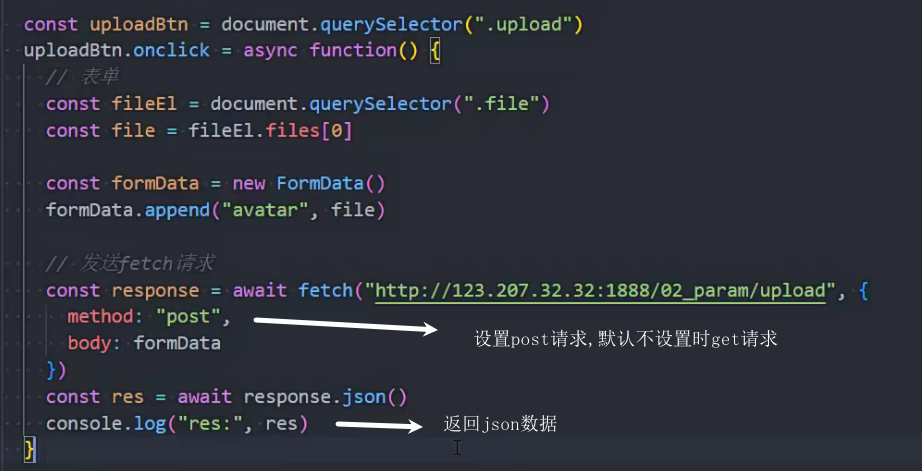 const uploadBtn = document.querySelector(".upload")
uploadBtn.onclick = async function() {
// 表单
const fileEl = document.querySelector(".file")
const file = fileEl.files[0]
const formData = new FormData()
formData.append("avatar", file)
// 发送fetch请求
const response = await fetch("http://123.207.32.32:1888/02_param/upload", {
method: "post",
设置post请求,默认不设置时get请求
body: formData
})
const res = await response.json()
console.log("res:", res)
返回json数据
}